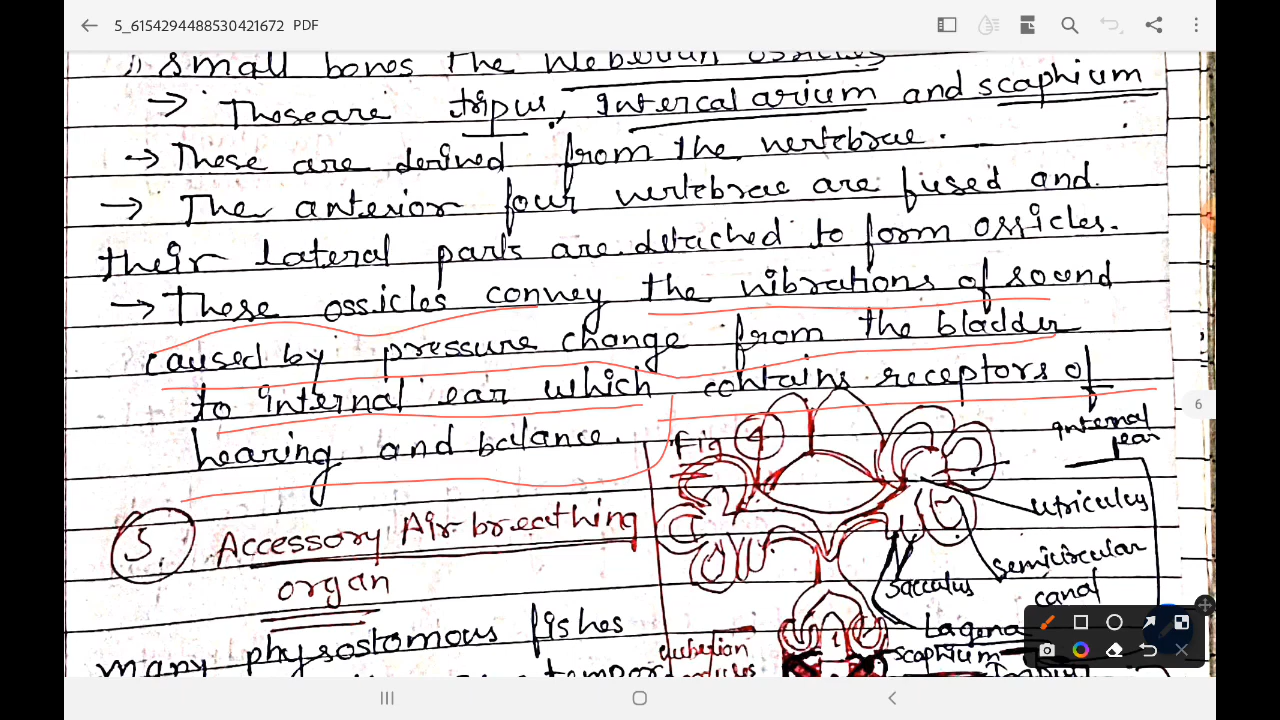 5_6154294488530421672 PDF
small bones the Weberian ossicles
→ These are tripus, Intercalarium and scaphium
→ These are derived from the vertebrae.
→ The anterior four vertebrae are fused and
their lateral parts are detached to form ossicles.
→ These ossicles convey the vibrations of sound
caused by pressure change from the bladder
to internal ear which contains receptors of
hearing and balance.
6
Fig 4
internal
ear
utriculus
5 Accessory Air breathing
organ
semicircular
canal
sacculus
Lagena
many physostomous fishes
scaphium